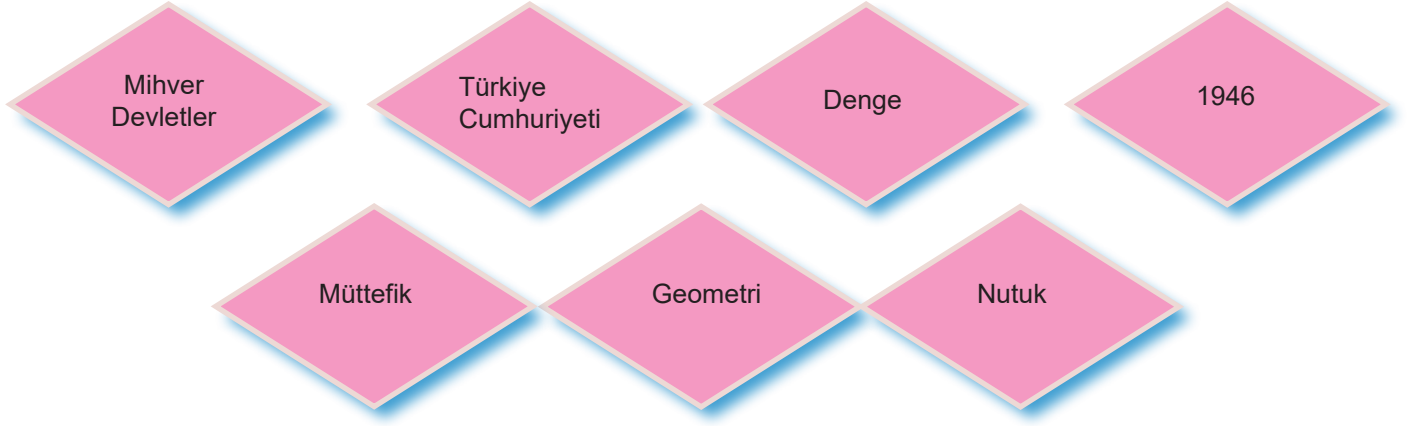 Mihver
Devletler
Türkiye
Cumhuriyeti
Denge
1946
Müttefik
Geometri
Nutuk